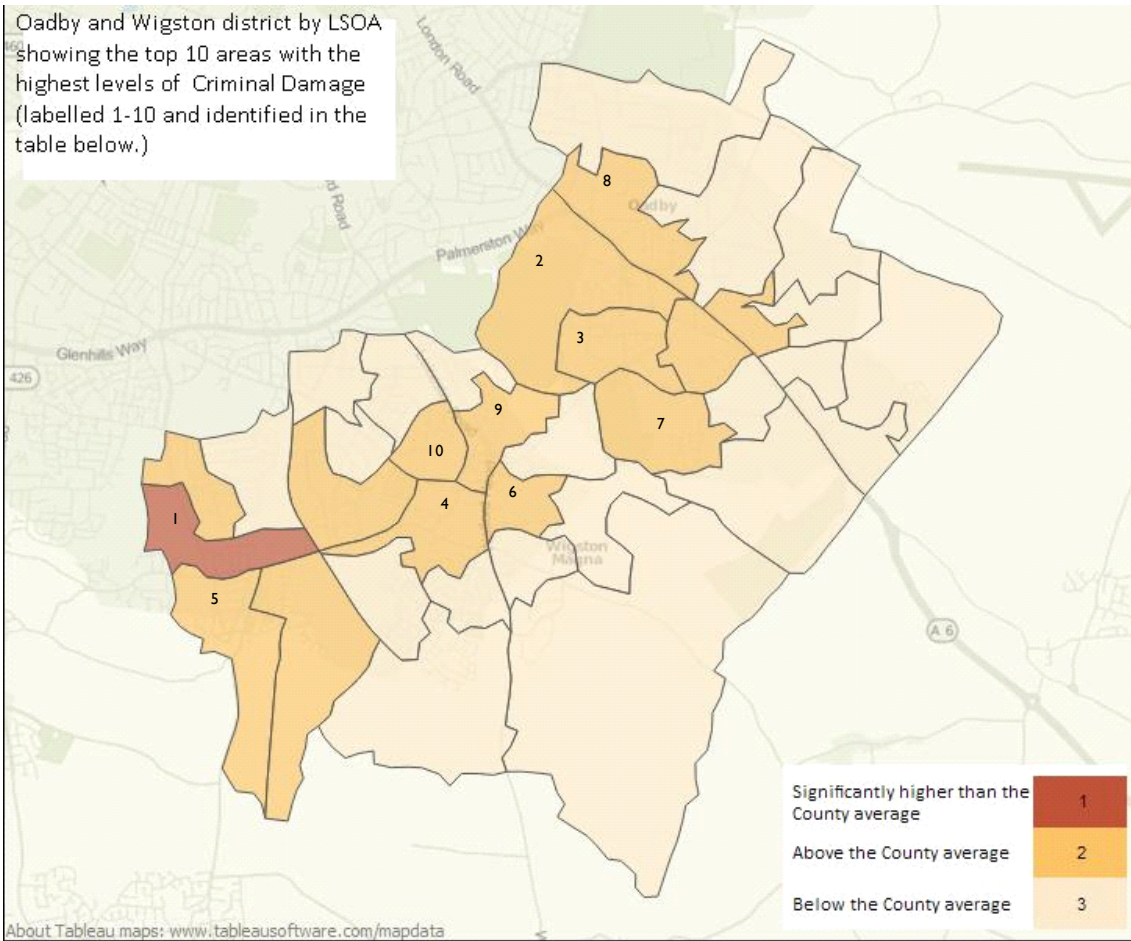 Oadby and Wigston district by LSOA
showing the top 10 areas with the
highest levels of Criminal Damage
(labelled 1-10 and identified in the
table below.)
London Road
Road
8
Oadby
Palmerston Way
2
3
Glenhills Way
426
9
7
10
4
6
1
Wigston
Magna
5
A 6
Significantly higher than the
County average
1
Above the County average
2
Below the County average
3
About Tableau maps: www.tableausoftware.com/mapdata